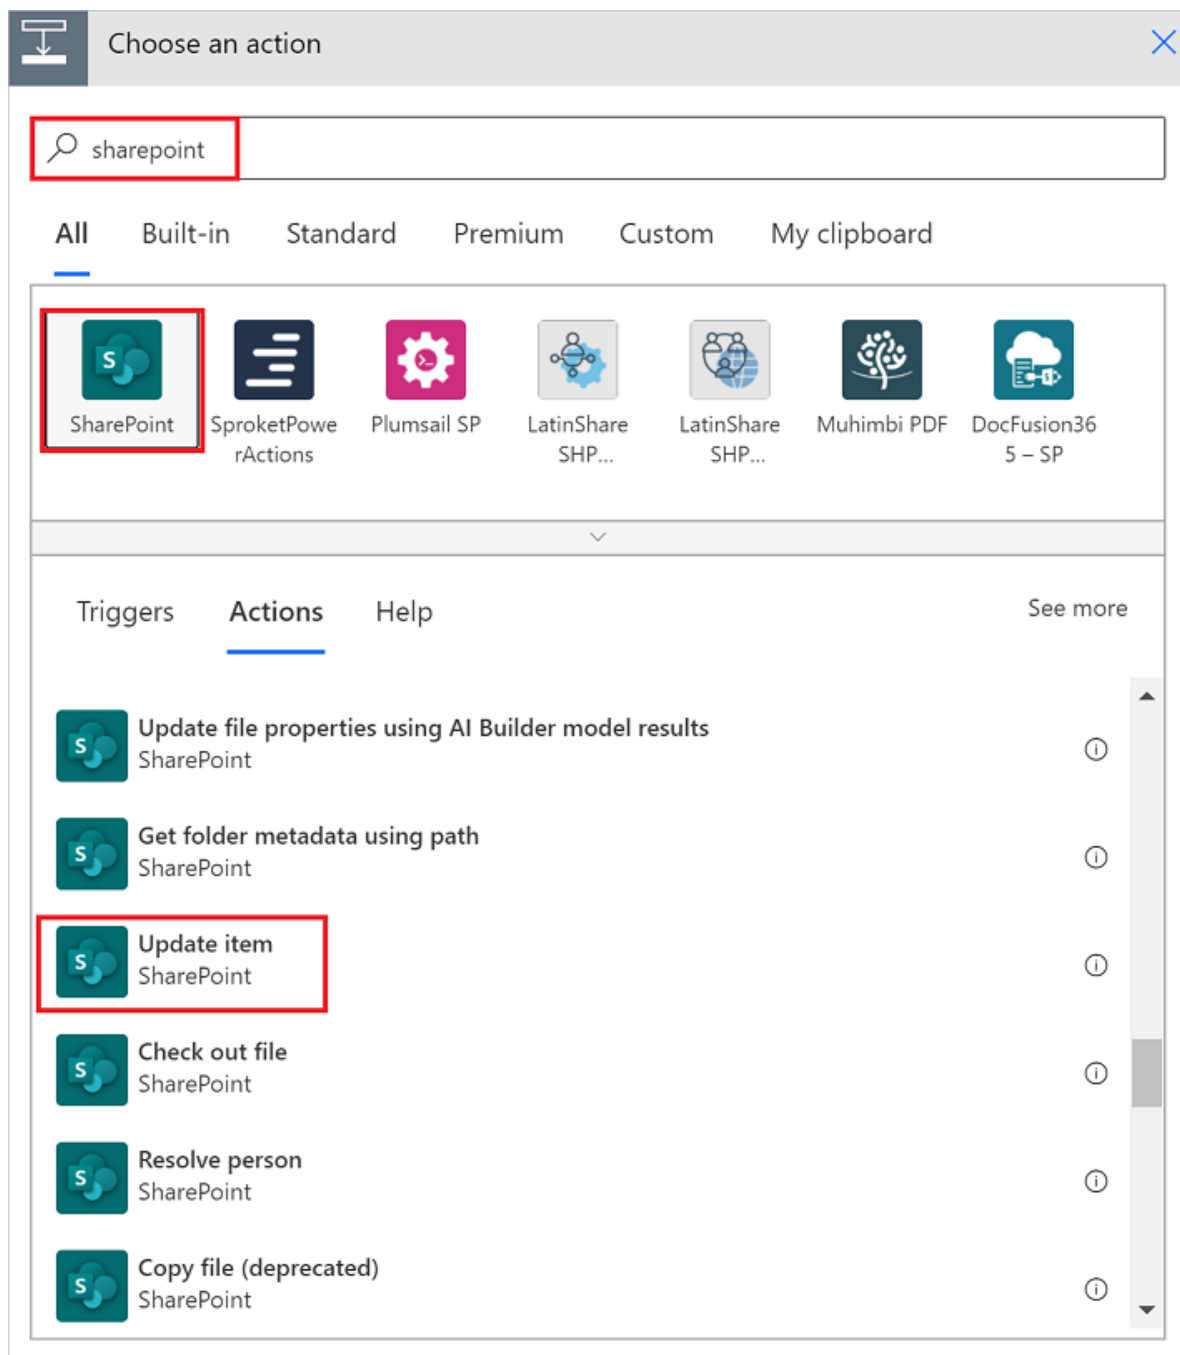 Choose an action
sharepoint
All Built-in Standard Premium Custom My clipboard
SharePoint SproketPowe Plumsail SP LatinShare LatinShare Muhimbi PDF DocFusion36
rActions SHP... SHP... 5 – SP
Triggers Actions Help See more
Update file properties using AI Builder model results
SharePoint
Get folder metadata using path
SharePoint
Update item
SharePoint
Check out file
SharePoint
Resolve person
SharePoint
Copy file (deprecated)
SharePoint